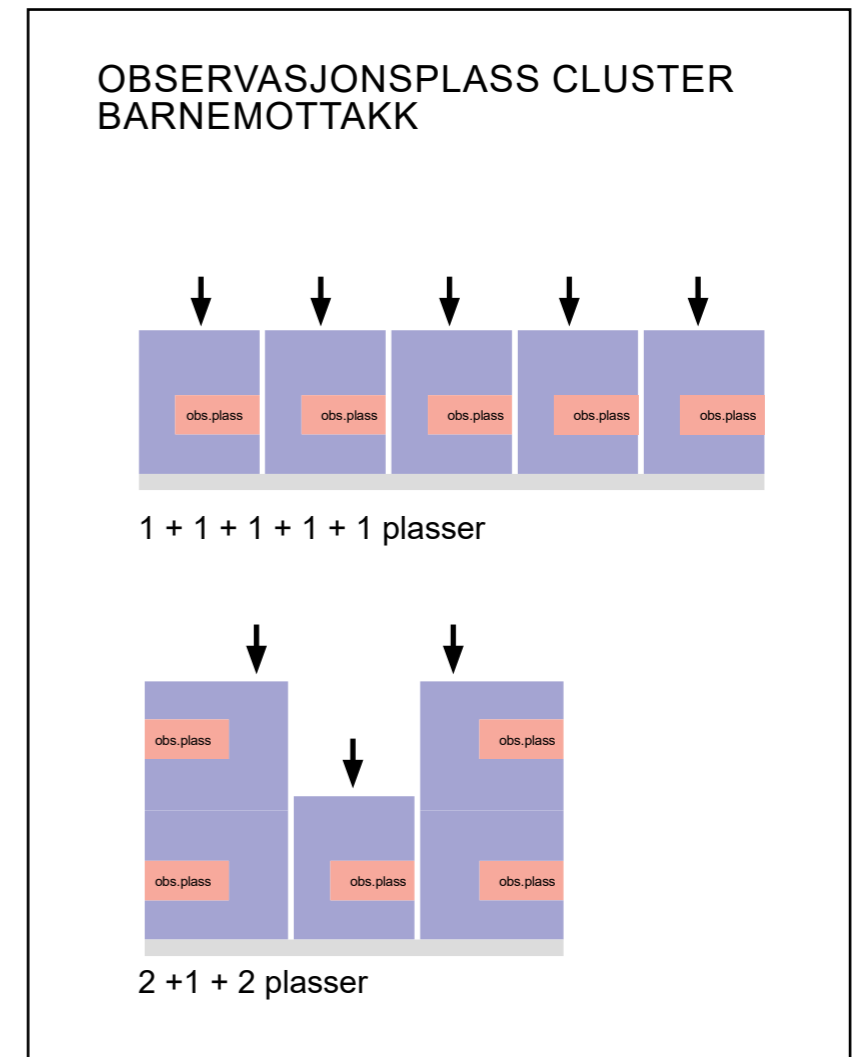 OBSERVASJONSPLASS CLUSTER
BARNEMOTTAKK
obs.plass obs.plass obs.plass obs.plass obs.plass
1 + 1 + 1 + 1 + 1 plasser
obs.plass obs.plass
obs.plass obs.plass obs.plass
2 +1 + 2 plasser